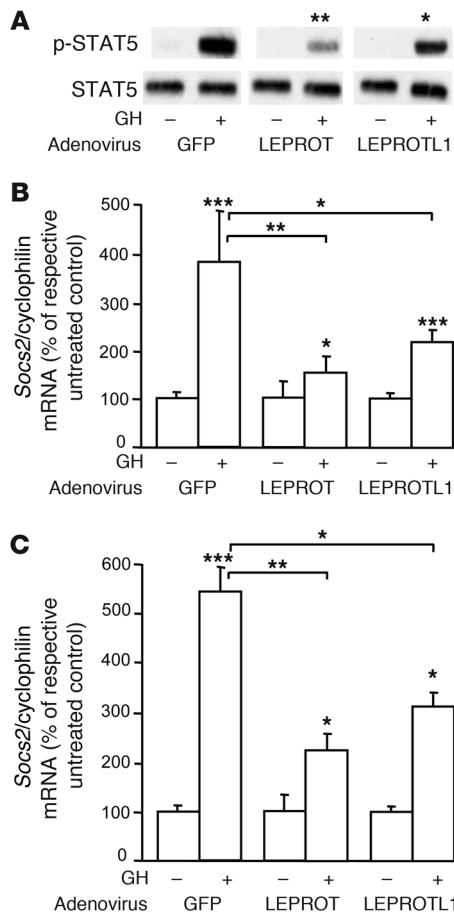 A
** *
p-STAT5
STAT5
GH – + – + – +
Adenovirus GFP LEPROT LEPROTL1
B
Socs2/cyclophilin
mRNA (% of respective
untreated control)
500
400
300
200
100
0
*** *
**
*
***
GH – + – + – +
Adenovirus GFP LEPROT LEPROTL1
C
Socs2/cyclophilin
mRNA (% of respective
untreated control)
600
500
400
300
200
100
0
*
*** **
*
*
GH – + – + – +
Adenovirus GFP LEPROT LEPROTL1